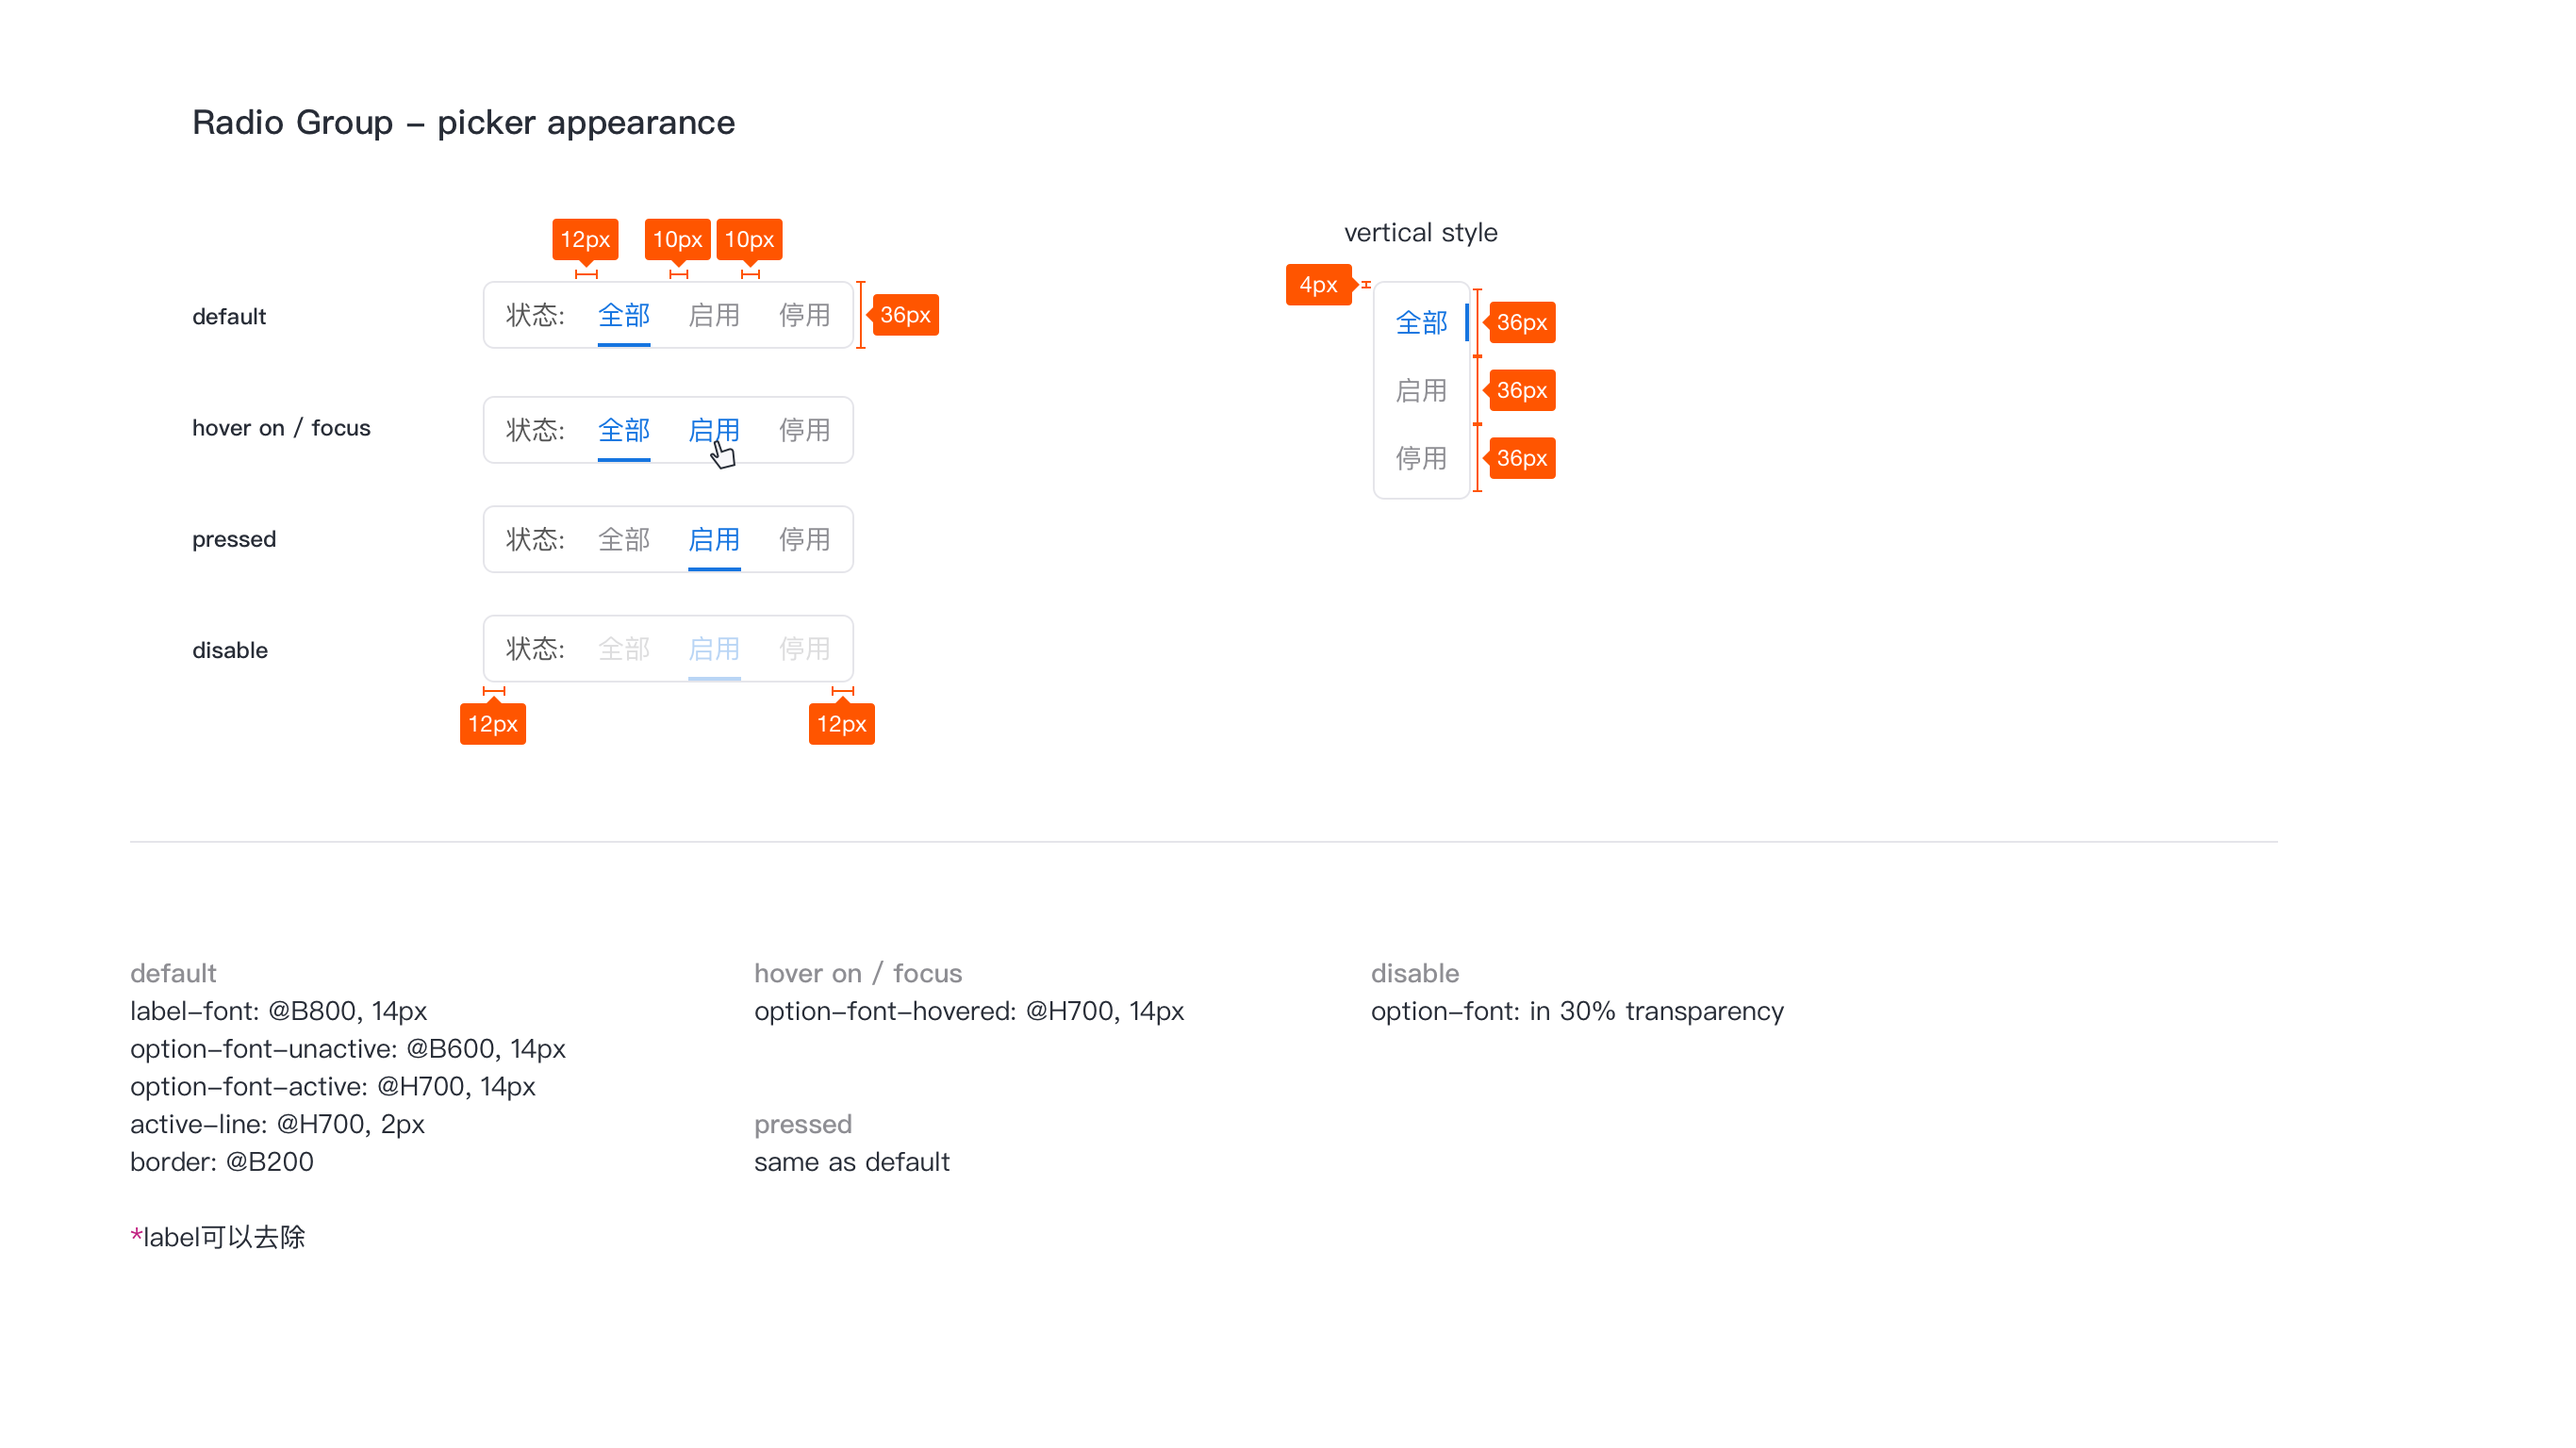 Radio Group – picker appearance
12px 10px 10px
default
状态: 全部 启用 停用
36px
hover on / focus
状态: 全部 启用 停用
pressed
状态: 全部 启用 停用
disable
状态: 全部 启用 停用
12px 12px
vertical style
4px
全部 36px
启用 36px
停用 36px
default
label–font: @B800, 14px
option–font–unactive: @B600, 14px
option–font–active: @H700, 14px
active–line: @H700, 2px
border: @B200
*label可以去除
hover on / focus
option–font–hovered: @H700, 14px
pressed
same as default
disable
option–font: in 30% transparency